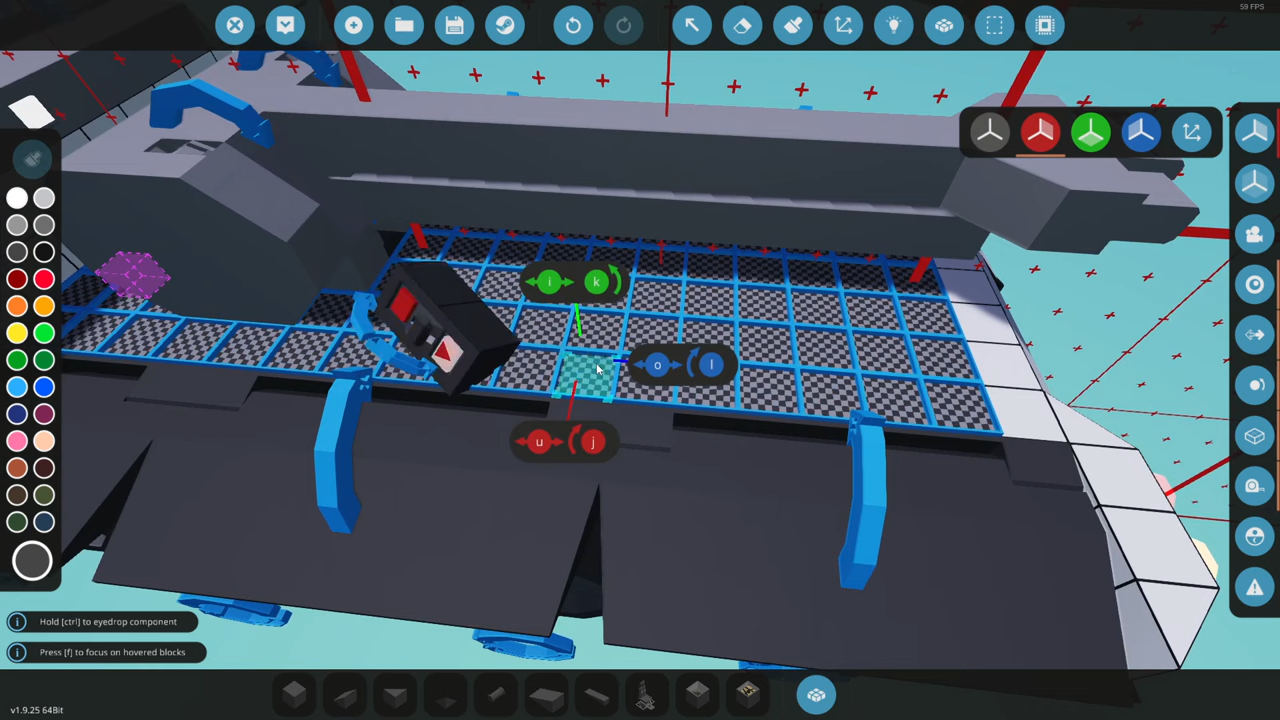 59 FPS
i k
o l
u j
Hold [ctrl] to eyedrop component
Press [f] to focus on hovered blocks
v1.9.25 64Bit